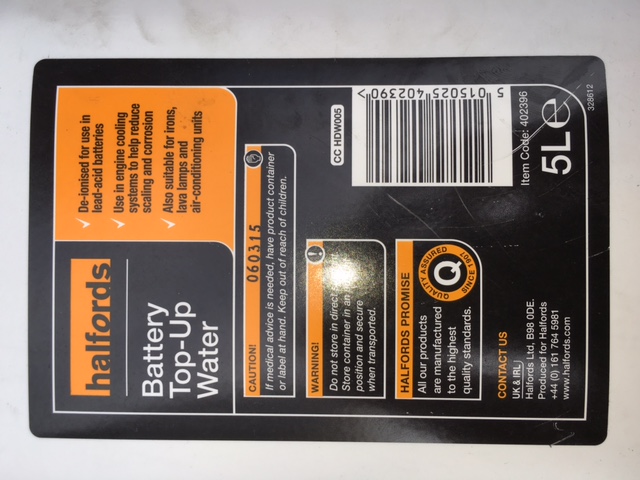 halfords
Battery
Top-Up
Water
De-ionised for use in
lead-acid batteries
Use in engine cooling
systems to help reduce
scaling and corrosion
Also suitable for irons,
lava lamps and
air-conditioning units
CAUTION!
060315
If medical advice is needed, have product container
or label at hand. Keep out of reach of children.
WARNING!
Do not store in direct
Store container in an
position and secure
when transported.
HALFORDS PROMISE
All our products
are manufactured
to the highest
quality standards.
QUALITY ASSURED
Q
SINCE 1907
CONTACT US
UK & IRL:
Halfords Ltd, B98 0DE.
Produced for Halfords
+44 (0) 161 764 5981
www.halfords.com
CC HDW005
5 015025 402390 >
Item Code: 402396
5L e
328612